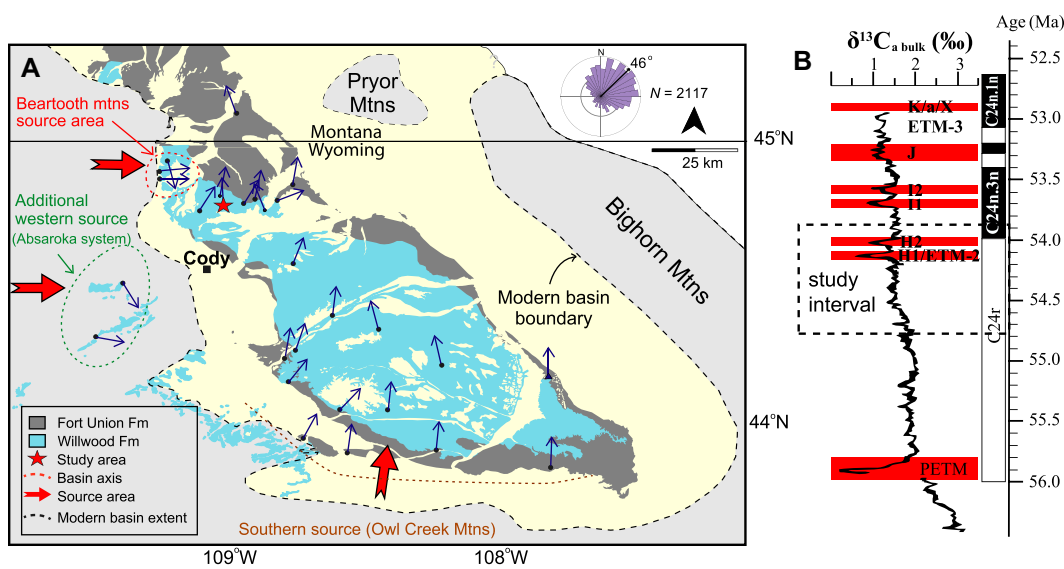 A
Beartooth mtns
source area
Pryor
Mtns
N
46°
N = 2117
Montana
Wyoming
45°N
25 km
Additional
western source
(Absaroka system)
Cody
Bighorn Mtns
Modern basin
boundary
44°N
Fort Union Fm
Willwood Fm
Study area
Basin axis
Source area
Modern basin extent
Southern source (Owl Creek Mtns)
109°W
108°W
B
δ¹³C a bulk (‰)
Age (Ma)
1
2
3
52.5
K/a/X
ETM-3
C24n.1n
53.0
J
I2
53.5
I1
C24n.3n
H2
54.0
H1/ETM-2
study
interval
54.5
C24r
55.0
55.5
PETM
56.0